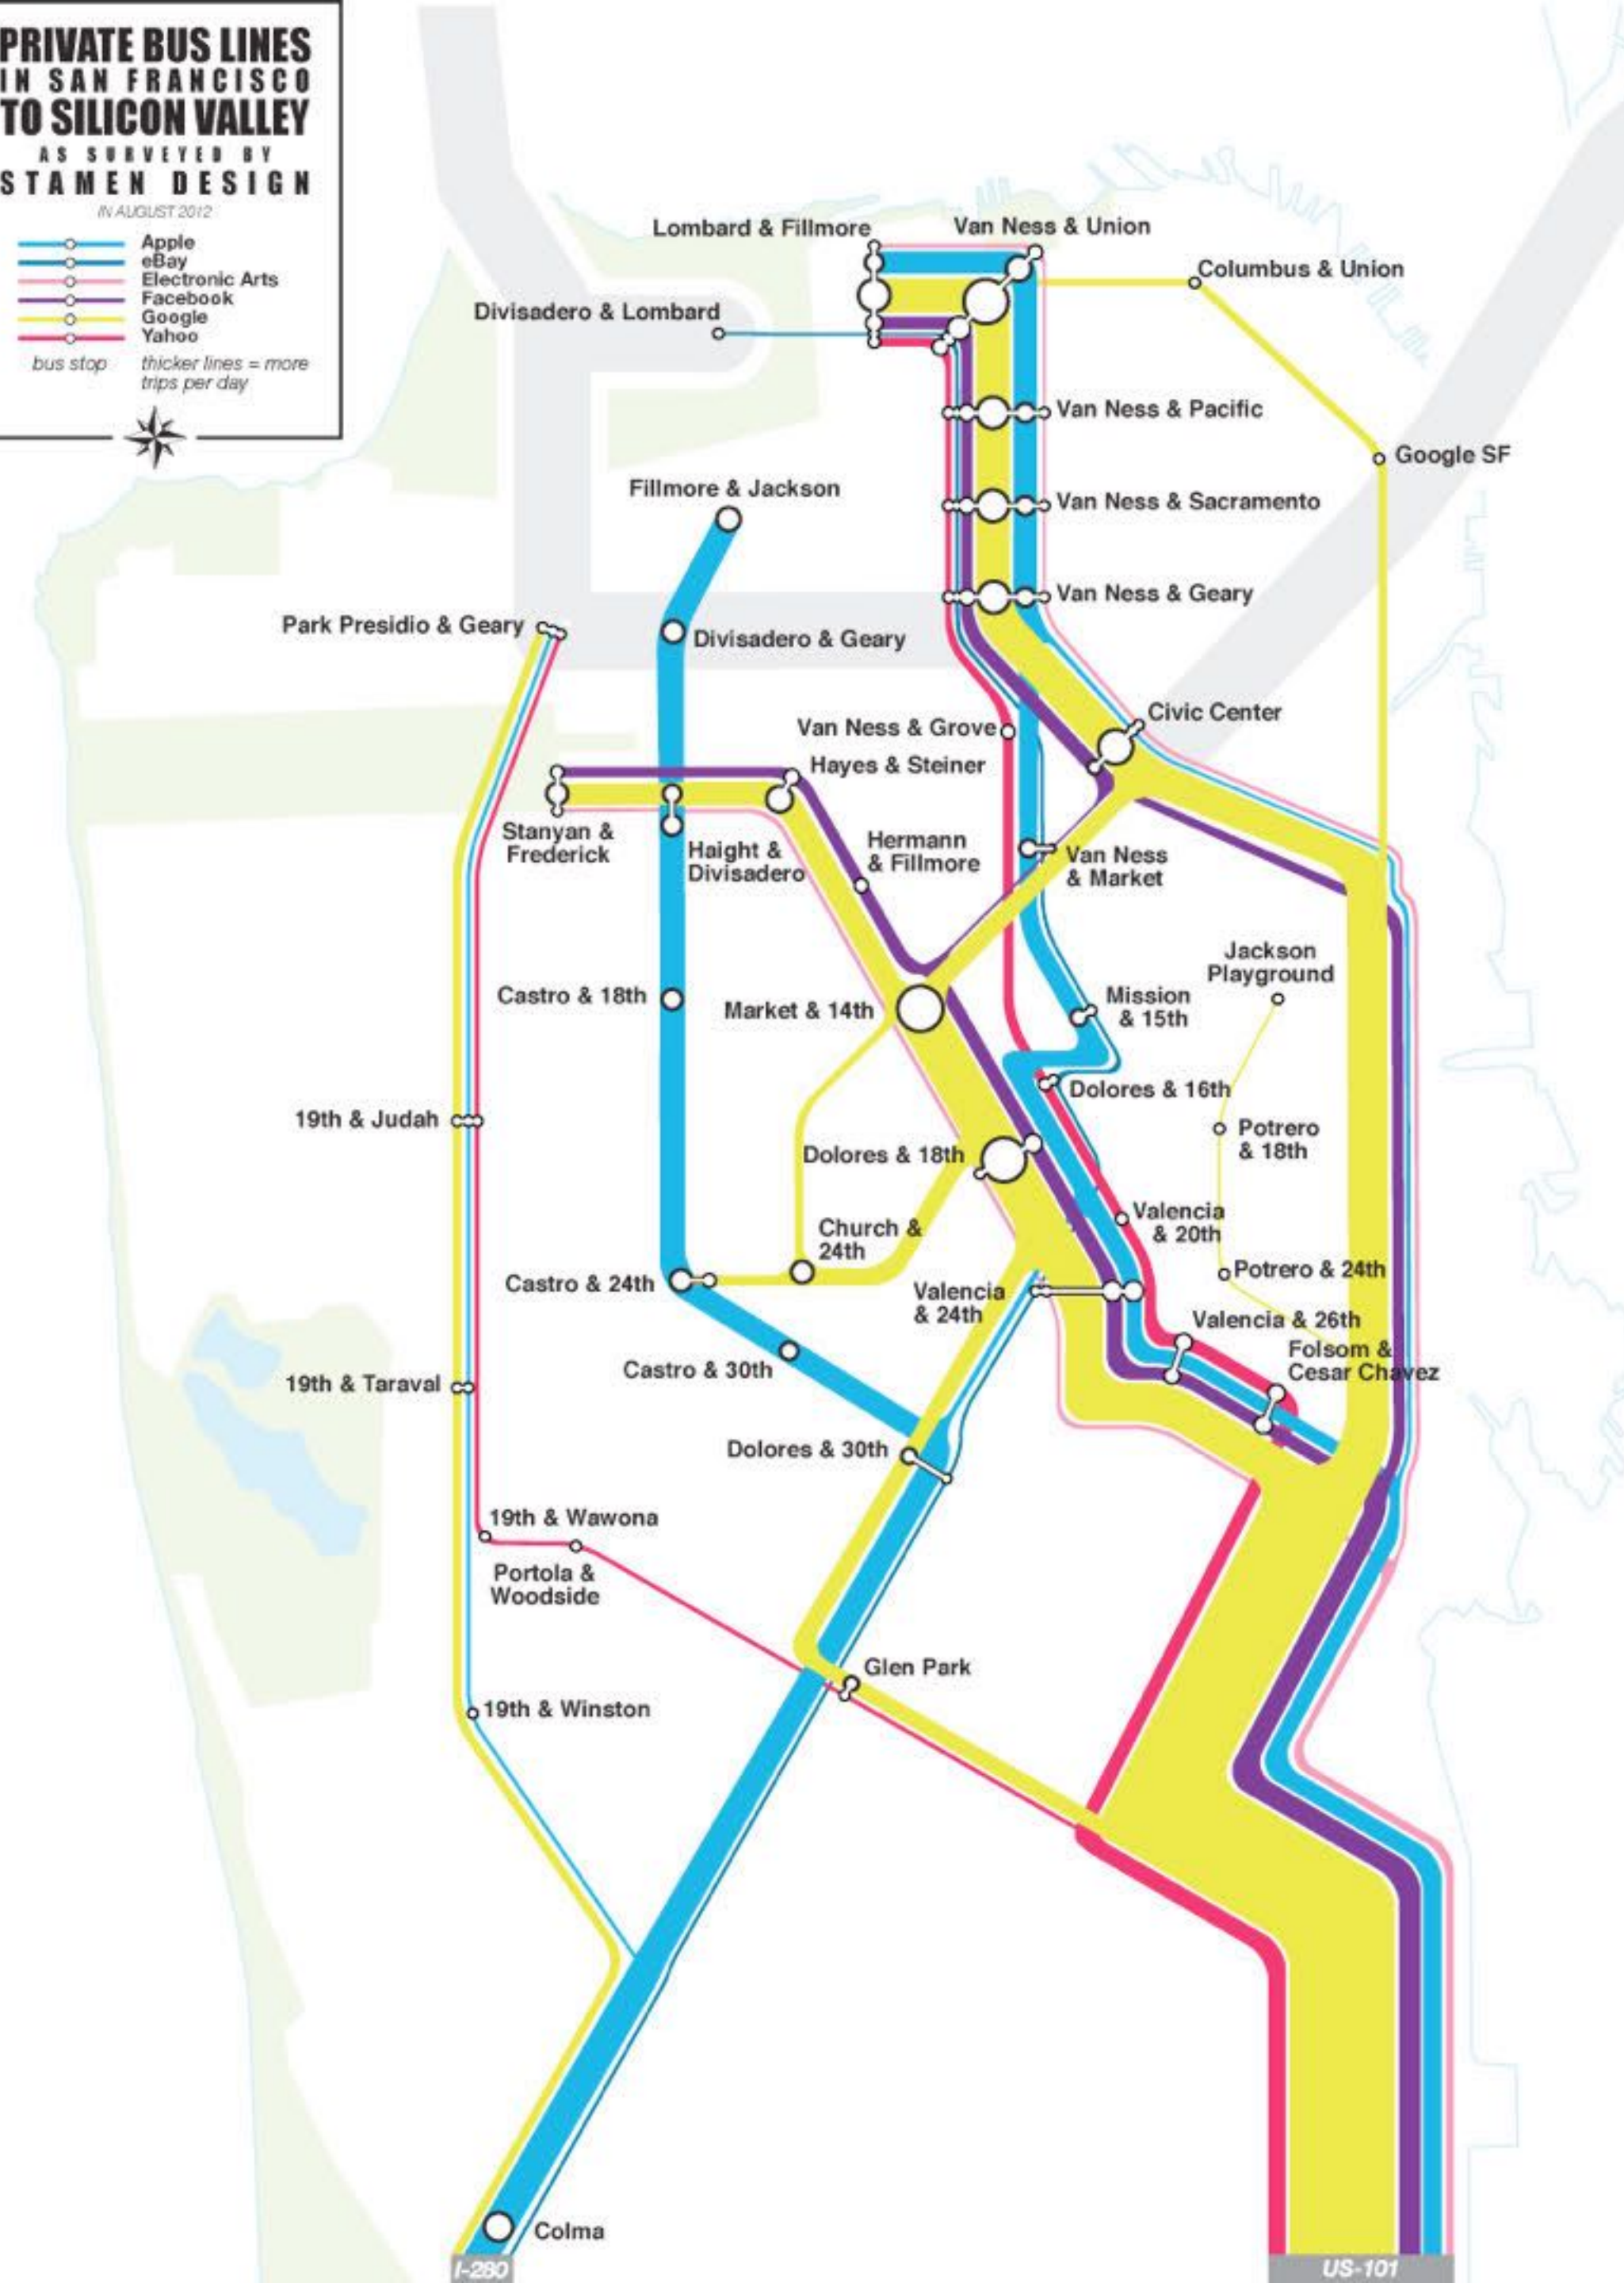 PRIVATE BUS LINES
IN SAN FRANCISCO
TO SILICON VALLEY
AS SURVEYED BY
STAMEN DESIGN
IN AUGUST 2012
Apple
eBay
Electronic Arts
Facebook
Google
Yahoo
bus stop
thicker lines = more
trips per day
Lombard & Fillmore
Van Ness & Union
Columbus & Union
Divisadero & Lombard
Van Ness & Pacific
Google SF
Fillmore & Jackson
Van Ness & Sacramento
Van Ness & Geary
Park Presidio & Geary
Divisadero & Geary
Civic Center
Van Ness & Grove
Hayes & Steiner
Stanyan &
Frederick
Haight &
Divisadero
Hermann
& Fillmore
Van Ness
& Market
Jackson
Playground
Castro & 18th
Market & 14th
Mission
& 15th
Dolores & 16th
19th & Judah
Potrero
& 18th
Dolores & 18th
Valencia
& 20th
Church &
24th
Potrero & 24th
Castro & 24th
Valencia
& 24th
Valencia & 26th
Folsom &
Cesar Chavez
Castro & 30th
19th & Taraval
Dolores & 30th
19th & Wawona
Portola &
Woodside
Glen Park
19th & Winston
Colma
I-280
US-101